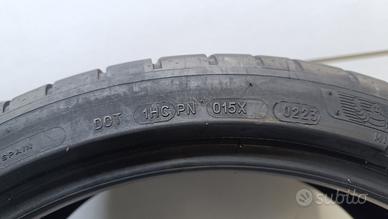 DOT 1HC PN 015X 0223
SPAIN
subito